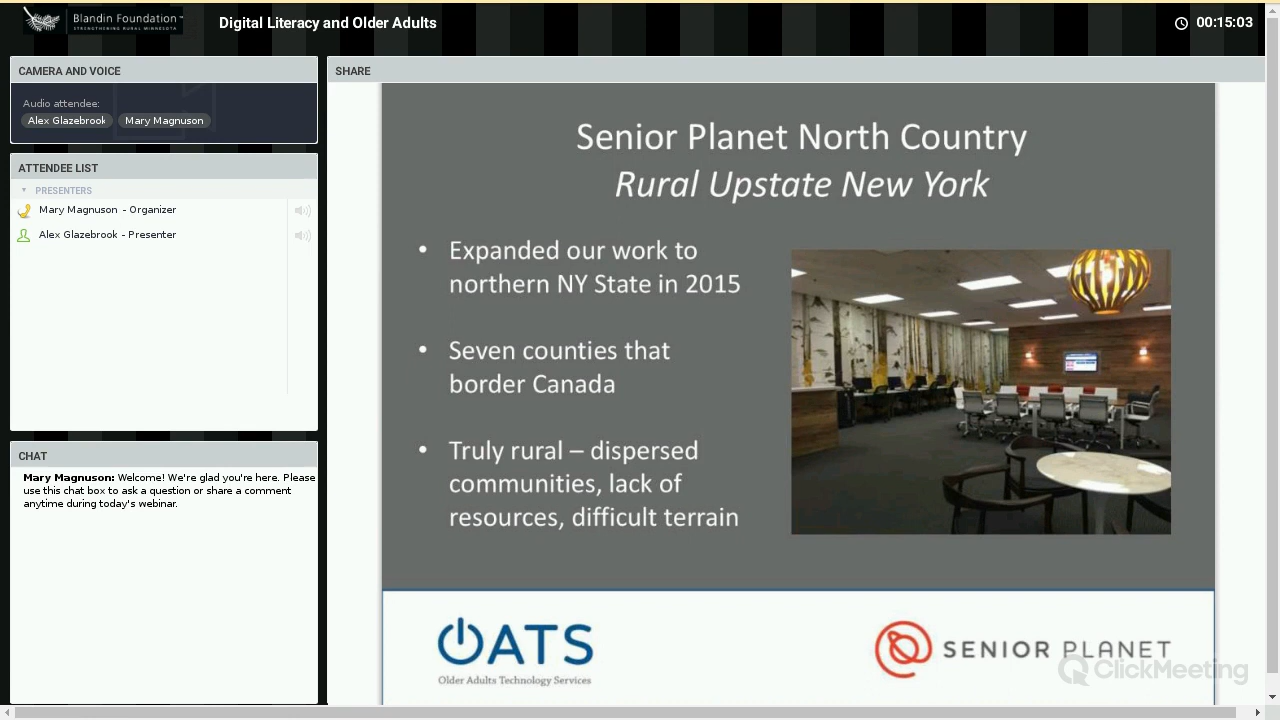 Blandin Foundation™
STRENGTHENING RURAL MINNESOTA
Digital Literacy and Older Adults
00:15:03
CAMERA AND VOICE
Audio attendee:
Alex Glazebrook
Mary Magnuson
ATTENDEE LIST
PRESENTERS
Mary Magnuson - Organizer
Alex Glazebrook - Presenter
CHAT
Mary Magnuson: Welcome! We're glad you're here. Please
use this chat box to ask a question or share a comment
anytime during today's webinar.
SHARE
Senior Planet North Country
Rural Upstate New York
• Expanded our work to
northern NY State in 2015
• Seven counties that
border Canada
• Truly rural – dispersed
communities, lack of
resources, difficult terrain
OATS
Older Adults Technology Services
SENIOR PLANET
ClickMeeting